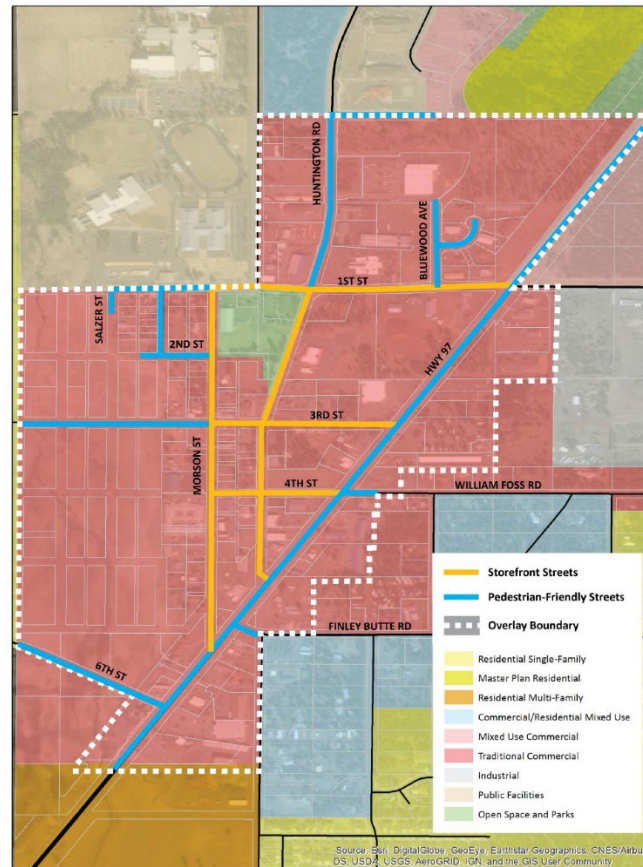 HUNTINGTON RD
BLUEWOOD AVE
1ST ST
SALZER ST
2ND ST
HWY 97
3RD ST
MORSON ST
4TH ST
WILLIAM FOSS RD
FINLEY BUTTE RD
6TH ST
Storefront Streets
Pedestrian-Friendly Streets
Overlay Boundary
Residential Single-Family
Master Plan Residential
Residential Multi-Family
Commercial/Residential Mixed Use
Mixed Use Commercial
Traditional Commercial
Industrial
Public Facilities
Open Space and Parks
Source: Esri, DigitalGlobe, GeoEye, Earthstar Geographics, CNES/Airbu
DS, USDA, USGS, AeroGRID, IGN, and the GIS User Community